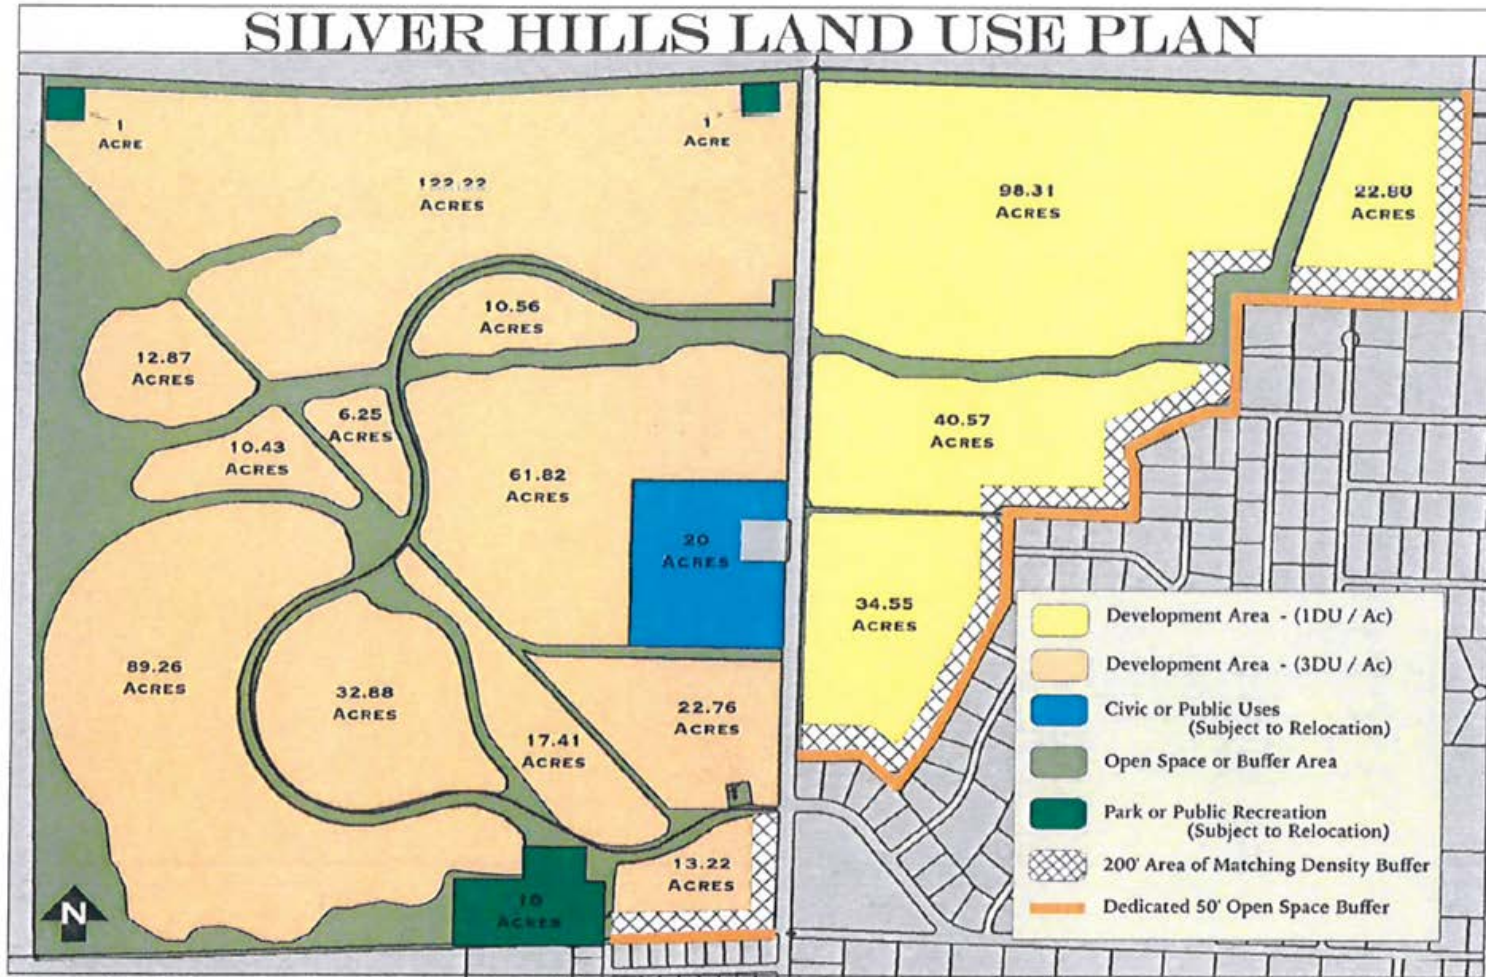 SILVER HILLS LAND USE PLAN
1
ACRE
1
ACRE
122.22
ACRES
98.31
ACRES
22.80
ACRES
10.56
ACRES
12.87
ACRES
6.25
ACRES
10.43
ACRES
61.82
ACRES
40.57
ACRES
20
ACRES
34.55
ACRES
89.26
ACRES
32.88
ACRES
22.76
ACRES
17.41
ACRES
13.22
ACRES
10
ACRES
N
Development Area - (1DU / Ac)
Development Area - (3DU / Ac)
Civic or Public Uses
(Subject to Relocation)
Open Space or Buffer Area
Park or Public Recreation
(Subject to Relocation)
200' Area of Matching Density Buffer
Dedicated 50' Open Space Buffer